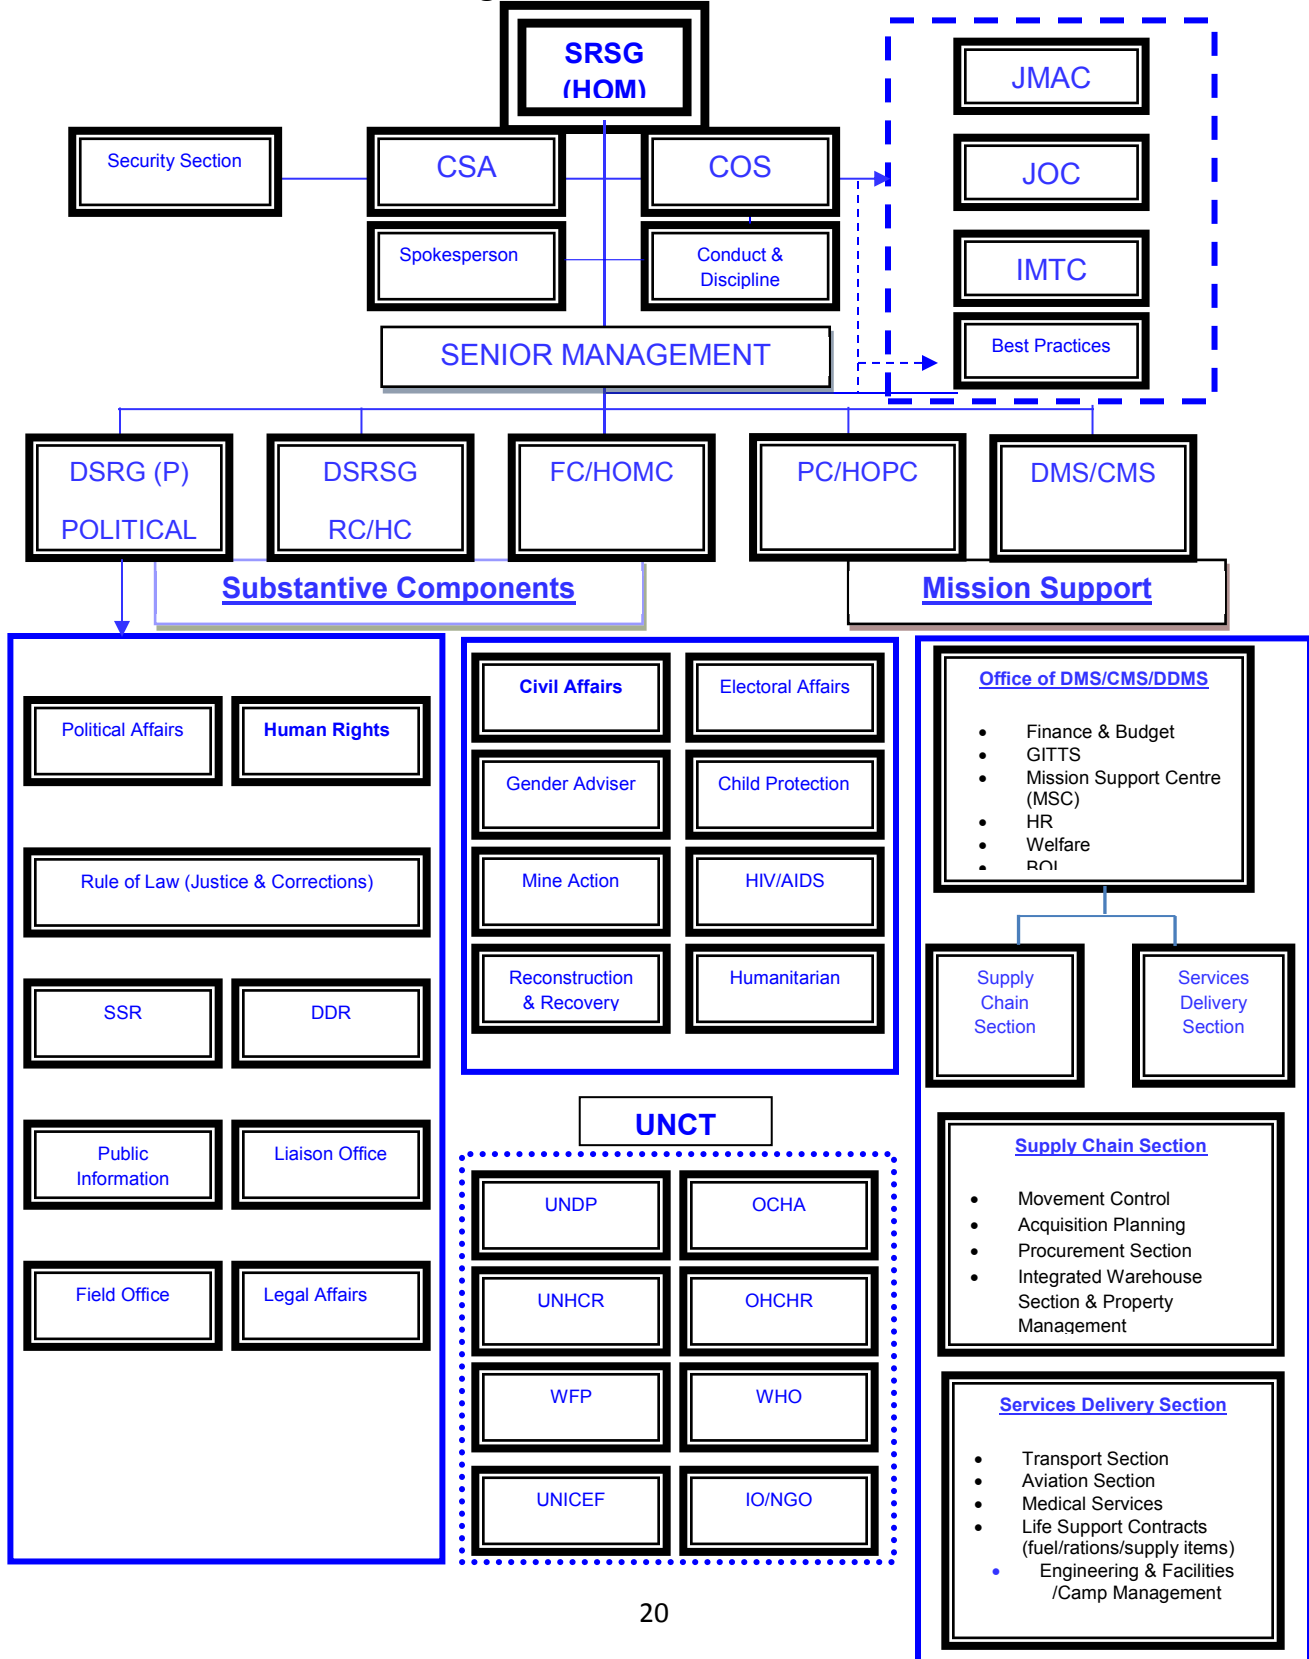 SRSG
(HOM)
JMAC
Security Section
CSA
COS
JOC
Spokesperson
Conduct &
Discipline
IMTC
SENIOR MANAGEMENT
Best Practices
DSRG (P)
POLITICAL
DSRSG
RC/HC
FC/HOMC
PC/HOPC
DMS/CMS
Substantive Components
Mission Support
Political Affairs
Human Rights
Rule of Law (Justice & Corrections)
SSR
DDR
Public
Information
Liaison Office
Field Office
Legal Affairs
Civil Affairs
Electoral Affairs
Gender Adviser
Child Protection
Mine Action
HIV/AIDS
Reconstruction
& Recovery
Humanitarian
UNCT
UNDP
OCHA
UNHCR
OHCHR
WFP
WHO
UNICEF
IO/NGO
Office of DMS/CMS/DDMS
• Finance & Budget
• GITTS
• Mission Support Centre
(MSC)
• HR
• Welfare
• BOI
Supply
Chain
Section
Services
Delivery
Section
Supply Chain Section
• Movement Control
• Acquisition Planning
• Procurement Section
• Integrated Warehouse
Section & Property
Management
Services Delivery Section
• Transport Section
• Aviation Section
• Medical Services
• Life Support Contracts
(fuel/rations/supply items)
• Engineering & Facilities
/Camp Management
20